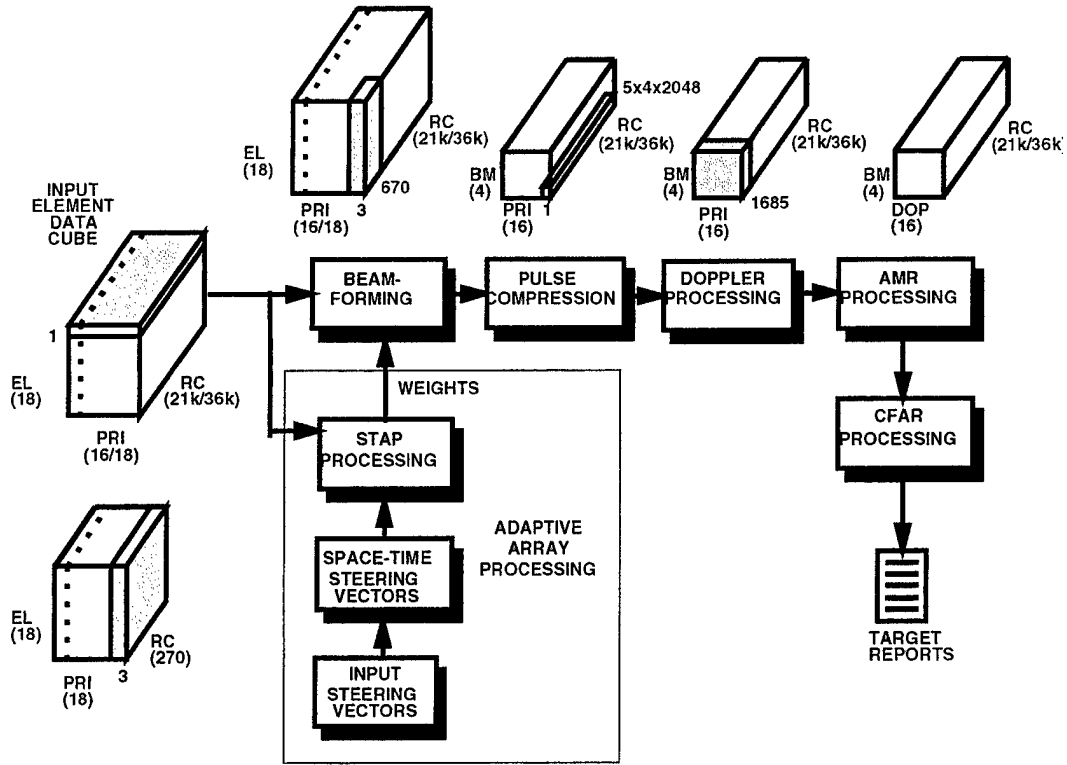 EL
(18)
PRI
(16/18)
3
670
RC
(21k/36k)
BM
(4)
PRI
(16)
1
5x4x2048
RC
(21k/36k)
BM
(4)
PRI
(16)
1685
RC
(21k/36k)
BM
(4)
DOP
(16)
RC
(21k/36k)
INPUT
ELEMENT
DATA
CUBE
1
EL
(18)
PRI
(16/18)
RC
(21k/36k)
BEAM-
FORMING
PULSE
COMPRESSION
DOPPLER
PROCESSING
AMR
PROCESSING
WEIGHTS
STAP
PROCESSING
CFAR
PROCESSING
ADAPTIVE
ARRAY
PROCESSING
SPACE-TIME
STEERING
VECTORS
INPUT
STEERING
VECTORS
EL
(18)
PRI
(18)
3
RC
(270)
TARGET
REPORTS